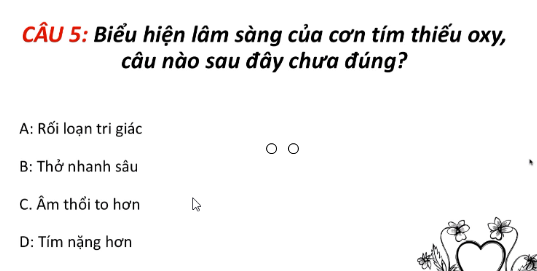 CÂU 5: Biểu hiện lâm sàng của cơn tím thiếu oxy,
câu nào sau đây chưa đúng?
A: Rối loạn tri giác
B: Thở nhanh sâu
C. Âm thổi to hơn
D: Tím nặng hơn